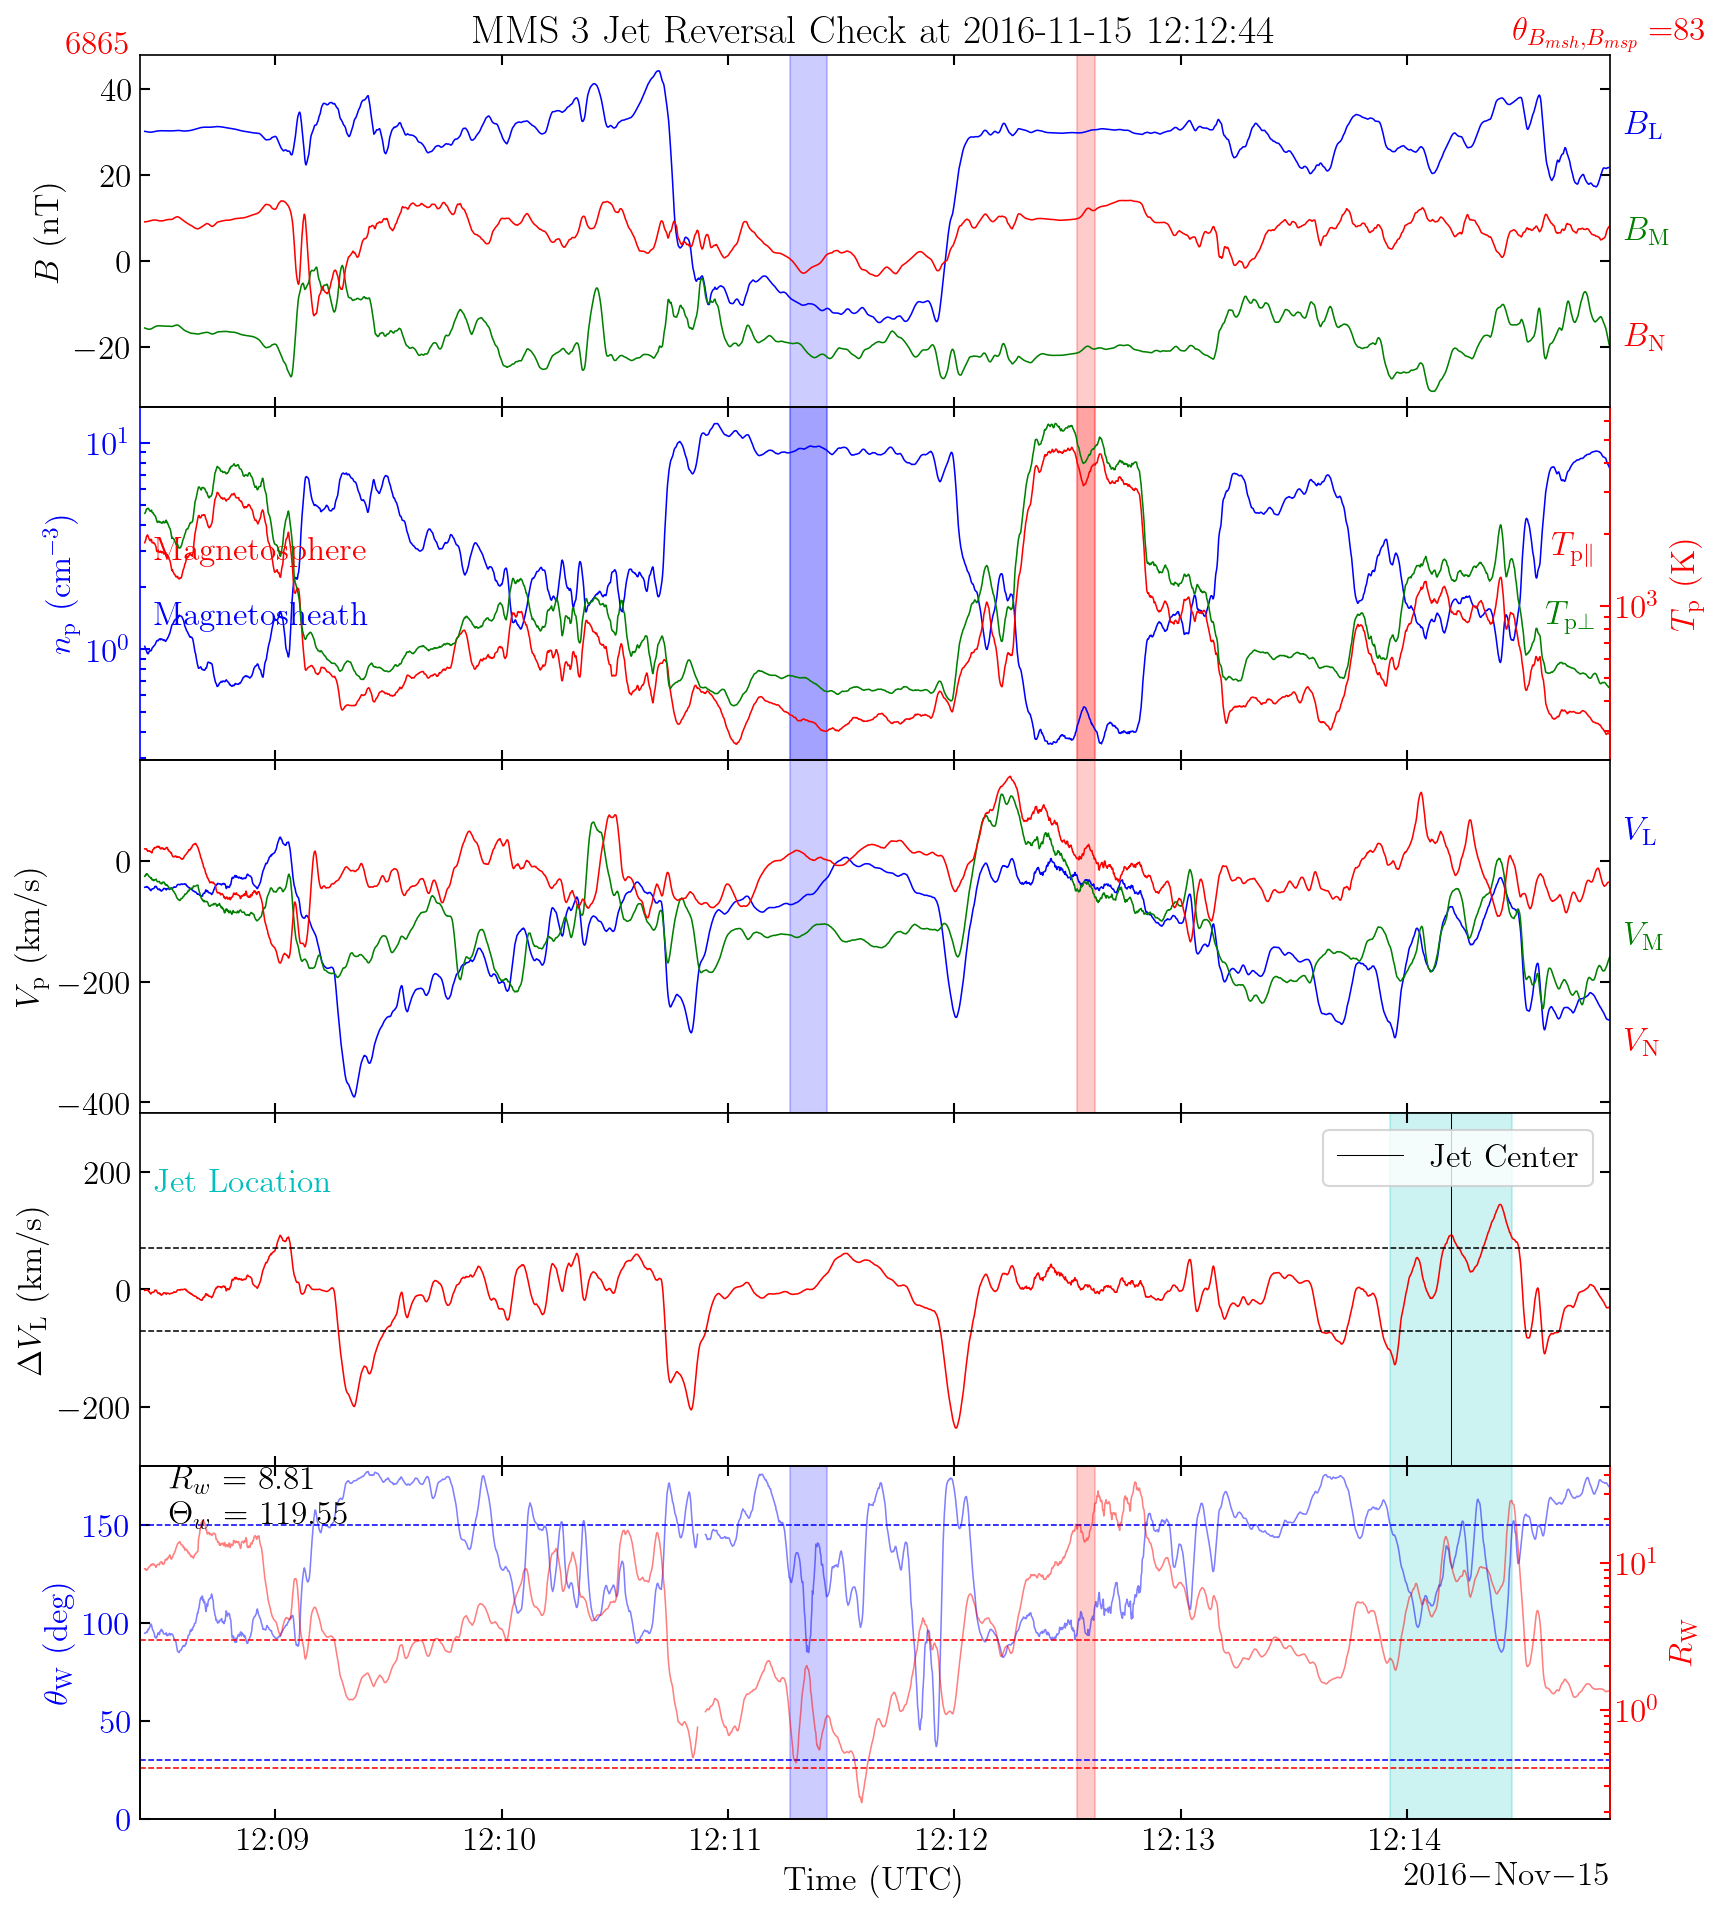 MMS 3 Jet Reversal Check at 2016-11-15 12:12:44
6865
θ_{B_{msh},B_{msp}} =83
40
20
0
−20
B (nT)
B_L
B_M
B_N
10^1
10^0
n_p (cm^{−3})
Magnetosphere
Magnetosheath
T_{p∥}
T_{p⊥}
10^3
T_p (K)
0
−200
−400
V_p (km/s)
V_L
V_M
V_N
200
0
−200
ΔV_L (km/s)
Jet Location
Jet Center
R_w = 8.81
Θ_w = 119.55
150
100
50
0
θ_W (deg)
10^1
10^0
R_W
12:09 12:10 12:11 12:12 12:13 12:14
Time (UTC)
2016−Nov−15